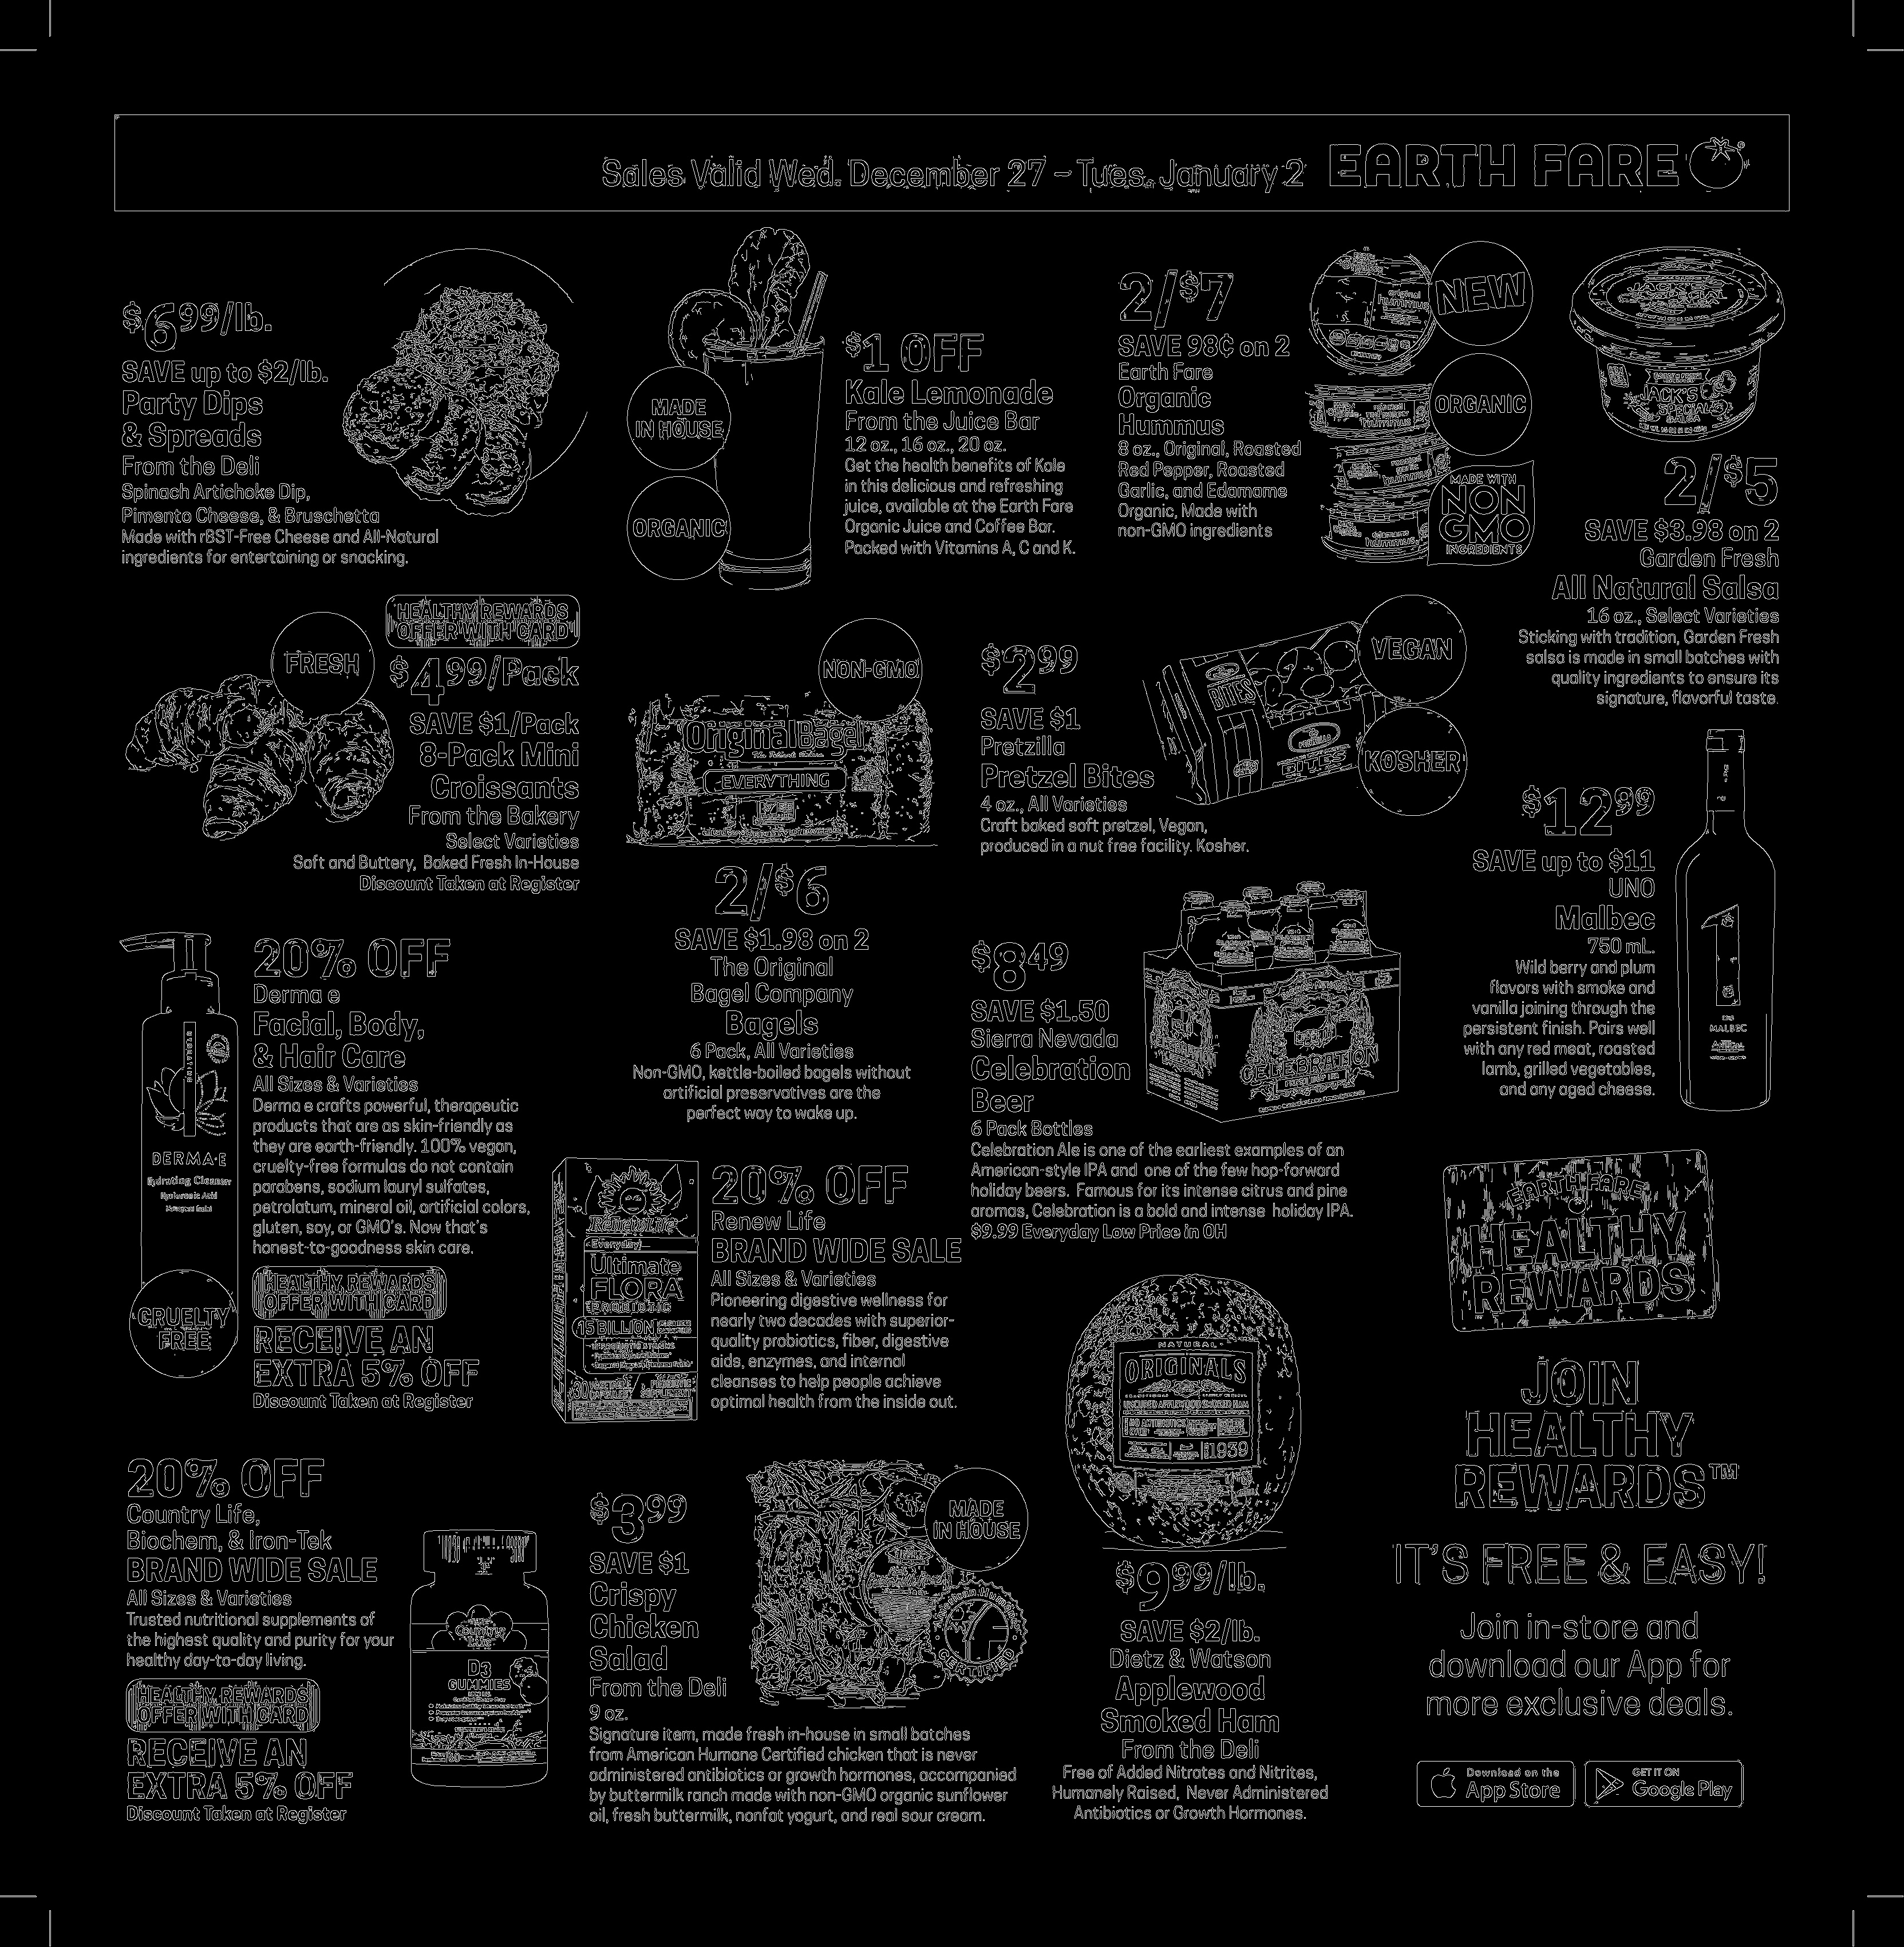 Sales Valid Wed. December 27 – Tues. January 2 EARTH FARE
$6 99/lb.
SAVE up to $2/lb.
Party Dips
& Spreads
From the Deli
Spinach Artichoke Dip,
Pimento Cheese, & Bruschetta
Made with rBST-Free Cheese and All-Natural
ingredients for entertaining or snacking.
MADE
IN HOUSE
ORGANIC
$1 OFF
Kale Lemonade
From the Juice Bar
12 oz., 16 oz., 20 oz.
Get the health benefits of Kale
in this delicious and refreshing
juice, available at the Earth Fare
Organic Juice and Coffee Bar.
Packed with Vitamins A, C and K.
2/$7
SAVE 98¢ on 2
Earth Fare
Organic
Hummus
8 oz., Original, Roasted
Red Pepper, Roasted
Garlic, and Edamame
Organic, Made with
non-GMO ingredients
original
hummus
NEW
ORGANIC
MADE WITH
NON
GMO
INGREDIENTS
JACK'S
SPECIAL
JACK'S
SPECIAL
SALSA
2/$5
SAVE $3.98 on 2
Garden Fresh
All Natural Salsa
16 oz., Select Varieties
Sticking with tradition, Garden Fresh
salsa is made in small batches with
quality ingredients to ensure its
signature, flavorful taste.
FRESH
HEALTHY REWARDS
OFFER WITH CARD
$4 99/Pack
SAVE $1/Pack
8-Pack Mini
Croissants
From the Bakery
Select Varieties
Soft and Buttery, Baked Fresh In-House
Discount Taken at Register
NON-GMO
Original Bagel
EVERYTHING
2/$6
SAVE $1.98 on 2
The Original
Bagel Company
Bagels
6 Pack, All Varieties
Non-GMO, kettle-boiled bagels without
artificial preservatives are the
perfect way to wake up.
$2 99
SAVE $1
Pretzilla
Pretzel Bites
4 oz., All Varieties
Craft baked soft pretzel, Vegan,
produced in a nut free facility. Kosher.
BITES
BITES
VEGAN
KOSHER
$12 99
SAVE up to $11
UNO
Malbec
750 mL.
Wild berry and plum
flavors with smoke and
vanilla joining through the
persistent finish. Pairs well
with any red meat, roasted
lamb, grilled vegetables,
and any aged cheese.
1
MALBEC
DERMA·E
Hydrating Cleanser
Hyaluronic Acid
CRUELTY
FREE
20% OFF
Derma e
Facial, Body,
& Hair Care
All Sizes & Varieties
Derma e crafts powerful, therapeutic
products that are as skin-friendly as
they are earth-friendly. 100% vegan,
cruelty-free formulas do not contain
parabens, sodium lauryl sulfates,
petrolatum, mineral oil, artificial colors,
gluten, soy, or GMO's. Now that's
honest-to-goodness skin care.
HEALTHY REWARDS
OFFER WITH CARD
RECEIVE AN
EXTRA 5% OFF
Discount Taken at Register
$8 49
SAVE $1.50
Sierra Nevada
Celebration
Beer
6 Pack Bottles
Celebration Ale is one of the earliest examples of an
American-style IPA and one of the few hop-forward
holiday beers. Famous for its intense citrus and pine
aromas, Celebration is a bold and intense holiday IPA.
$9.99 Everyday Low Price in OH
CELEBRATION
Renew Life
Everyday
Ultimate
FLORA
PROBIOTIC
15 BILLION
30
20% OFF
Renew Life
BRAND WIDE SALE
All Sizes & Varieties
Pioneering digestive wellness for
nearly two decades with superior-
quality probiotics, fiber, digestive
aids, enzymes, and internal
cleanses to help people achieve
optimal health from the inside out.
NATURAL
ORIGINALS
UNCURED APPLEWOOD SMOKED HAM
NO ANTIBIOTICS
1939
$9 99/lb.
SAVE $2/lb.
Dietz & Watson
Applewood
Smoked Ham
From the Deli
Free of Added Nitrates and Nitrites,
Humanely Raised, Never Administered
Antibiotics or Growth Hormones.
EARTH FARE
HEALTHY
REWARDS
JOIN
HEALTHY
REWARDS™
IT'S FREE & EASY!
Join in-store and
download our App for
more exclusive deals.
Download on the
App Store
GET IT ON
Google Play
20% OFF
Country Life,
Biochem, & Iron-Tek
BRAND WIDE SALE
All Sizes & Varieties
Trusted nutritional supplements of
the highest quality and purity for your
healthy day-to-day living.
HEALTHY REWARDS
OFFER WITH CARD
RECEIVE AN
EXTRA 5% OFF
Discount Taken at Register
Country
Life
D3
GUMMIES
$3 99
SAVE $1
Crispy
Chicken
Salad
From the Deli
9 oz.
Signature item, made fresh in-house in small batches
from American Humane Certified chicken that is never
administered antibiotics or growth hormones, accompanied
by buttermilk ranch made with non-GMO organic sunflower
oil, fresh buttermilk, nonfat yogurt, and real sour cream.
MADE
IN HOUSE
CERTIFIED